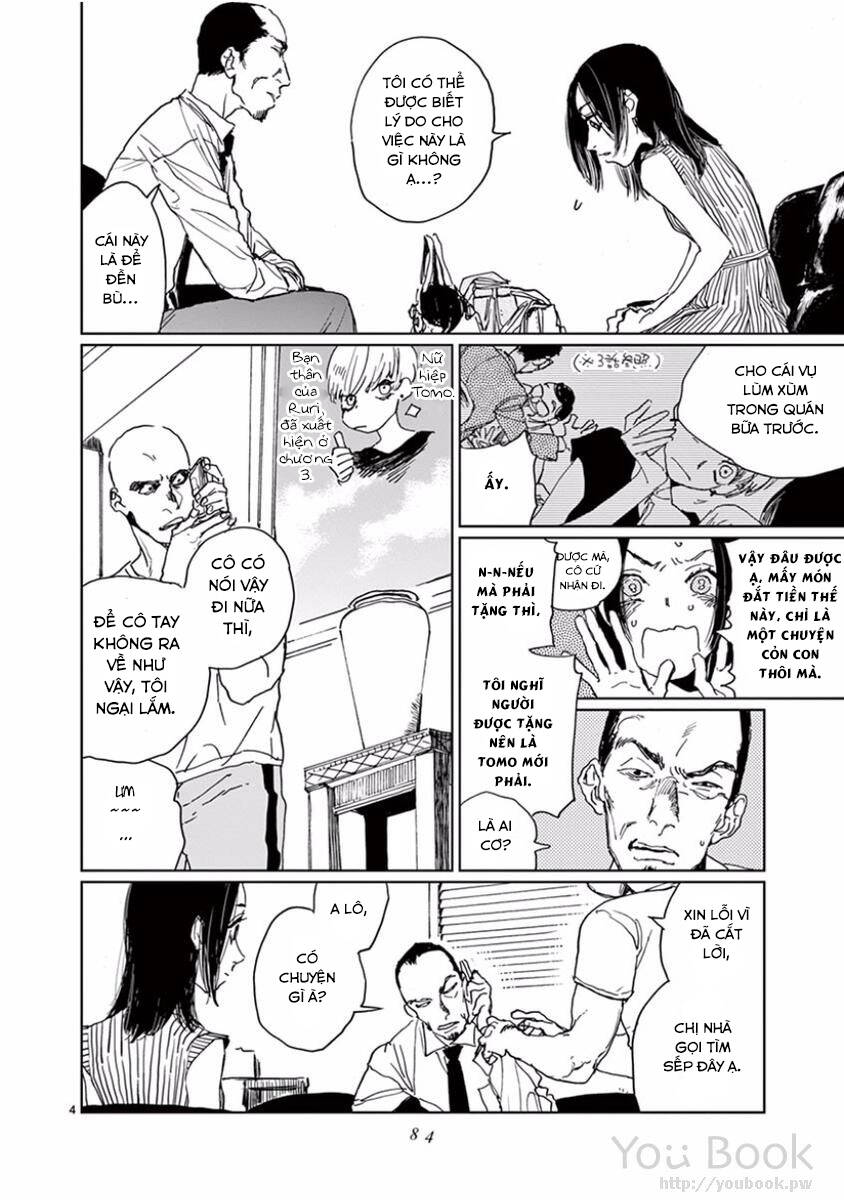 TÔI CÓ THỂ
ĐƯỢC BIẾT
LÝ DO CHO
VIỆC NÀY LÀ
GÌ KHÔNG
Ạ...?
CÁI NÀY
LÀ ĐỂ
ĐỀN
BÙ...
CHO CÁI VỤ
LÙM XÙM
TRONG QUÁN
BỮA TRƯỚC.
(※3話参照)
ẤY.
Nữ
hiệp
Tomo.
Bạn
thân
của
Ruri,
đã xuất
hiện ở
chương
3.
VẬY ĐÂU ĐƯỢC
Ạ, MẤY MÓN
ĐẮT TIỀN THẾ
NÀY, CHỈ LÀ
MỘT CHUYỆN
CỎN CON
THÔI MÀ.
ĐƯỢC MÀ,
CÔ CỨ
NHẬN ĐI.
N-N-NẾU
MÀ PHẢI
TẶNG THÌ,
TÔI NGHĨ
NGƯỜI
ĐƯỢC TẶNG
NÊN LÀ
TOMO MỚI
PHẢI.
LÀ AI
CƠ?
CÔ CÓ
NÓI VẬY
ĐI NỮA
THÌ,
ĐỂ CÔ TAY
KHÔNG RA
VỀ NHƯ
VẬY, TÔI
NGẠI LẮM.
ƯM
~~~
...
XIN LỖI VÌ
ĐÃ CẮT
LỜI,
CHỊ NHÀ
GỌI TÌM
SẾP ĐÂY Ạ.
A LÔ,
CÓ
CHUYỆN
GÌ À?
4
84
You Book
http://youbook.pw